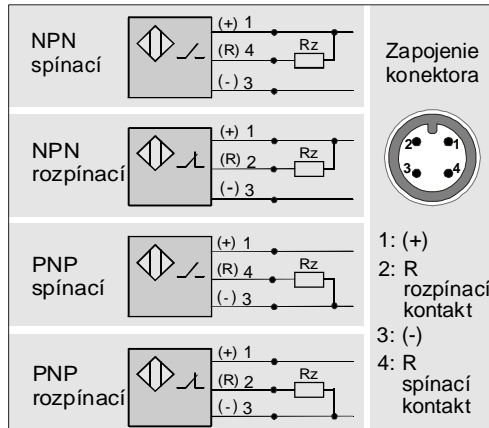 NPN
spínací
(+) 1
(R) 4
Rz
(-) 3
NPN
rozpínací
(+) 1
(R) 2
Rz
(-) 3
PNP
spínací
(+) 1
(R) 4
Rz
(-) 3
PNP
rozpínací
(+) 1
(R) 2
Rz
(-) 3
Zapojenie
konektora
2 1
3 4
1: (+)
2: R
rozpínací
kontakt
3: (-)
4: R
spínací
kontakt